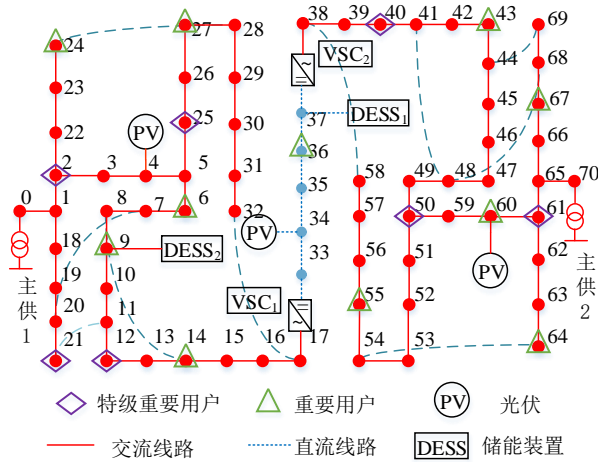 38 39 40 41 42 43 69
24 27 28
VSC₂
44 68
23 26 29
67
37 DESS₁
45
22 PV 25 30 36 46 66
2 3 4 5 31 35 58 49 48 47 65 70
0 1 8 7 6 32 34 57 50 59 60 61
PV
18 9 DESS₂ 33 56 51 PV 62
主供1
19 10 55 52 63
主供2
20 11 VSC₁
21 12 13 14 15 16 17 54 53 64
特级重要用户 重要用户 PV 光伏
交流线路 直流线路 DESS 储能装置